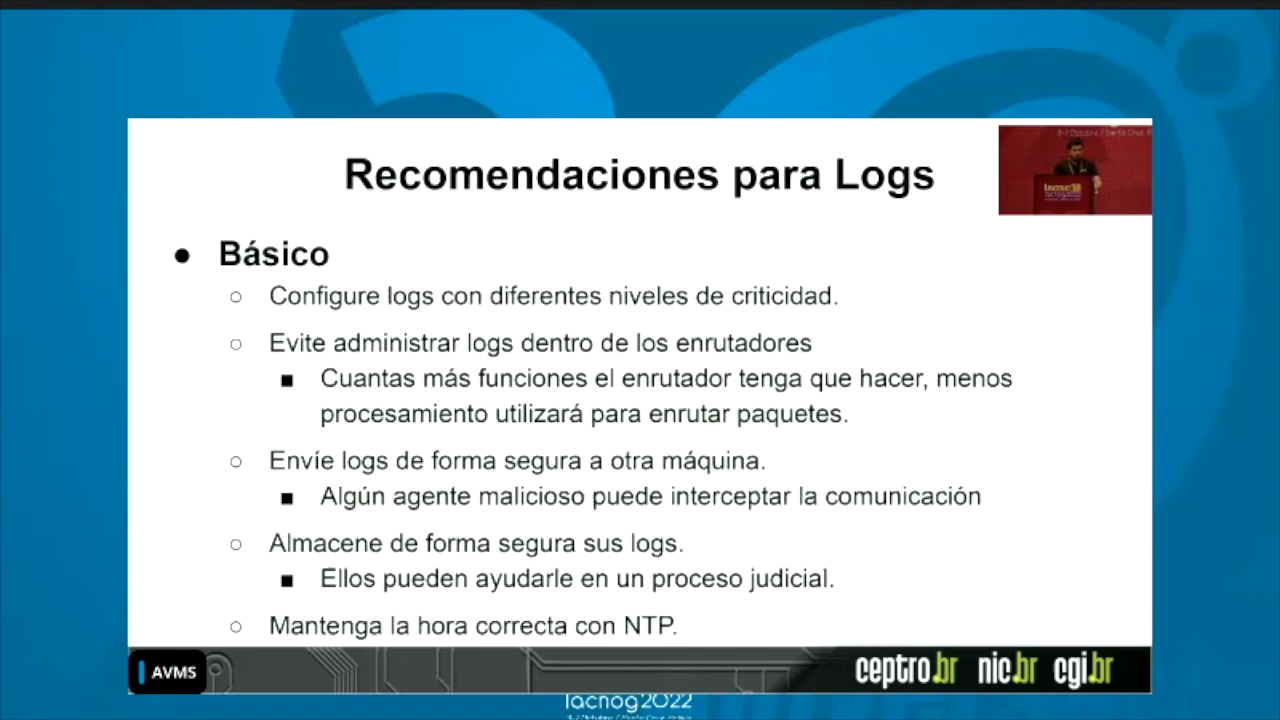 Recomendaciones para Logs
● Básico
○ Configure logs con diferentes niveles de criticidad.
○ Evite administrar logs dentro de los enrutadores
■ Cuantas más funciones el enrutador tenga que hacer, menos
procesamiento utilizará para enrutar paquetes.
○ Envíe logs de forma segura a otra máquina.
■ Algún agente malicioso puede interceptar la comunicación
○ Almacene de forma segura sus logs.
■ Ellos pueden ayudarle en un proceso judicial.
○ Mantenga la hora correcta con NTP.
AVMS
ceptro.br nic.br cgi.br
lacnog2022